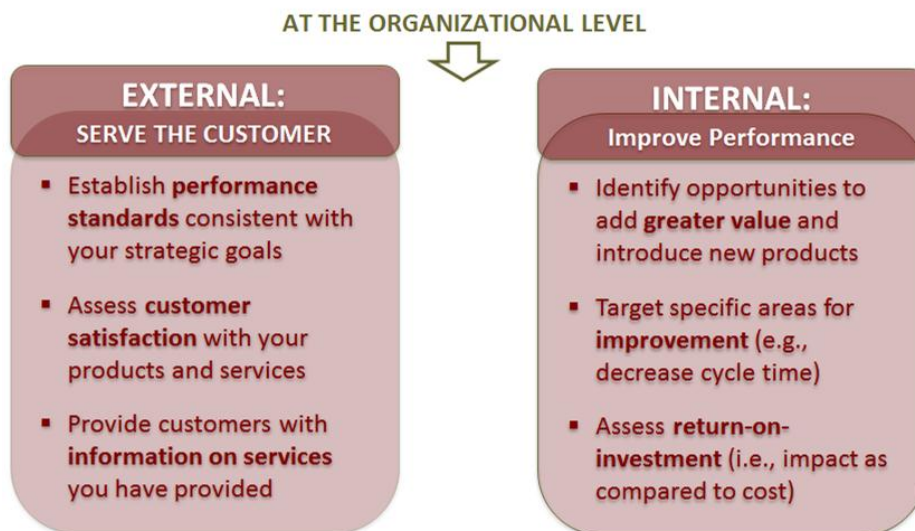 AT THE ORGANIZATIONAL LEVEL
EXTERNAL:
SERVE THE CUSTOMER
▪ Establish performance
standards consistent with
your strategic goals
▪ Assess customer
satisfaction with your
products and services
▪ Provide customers with
information on services
you have provided
INTERNAL:
Improve Performance
▪ Identify opportunities to
add greater value and
introduce new products
▪ Target specific areas for
improvement (e.g.,
decrease cycle time)
▪ Assess return-on-
investment (i.e., impact as
compared to cost)